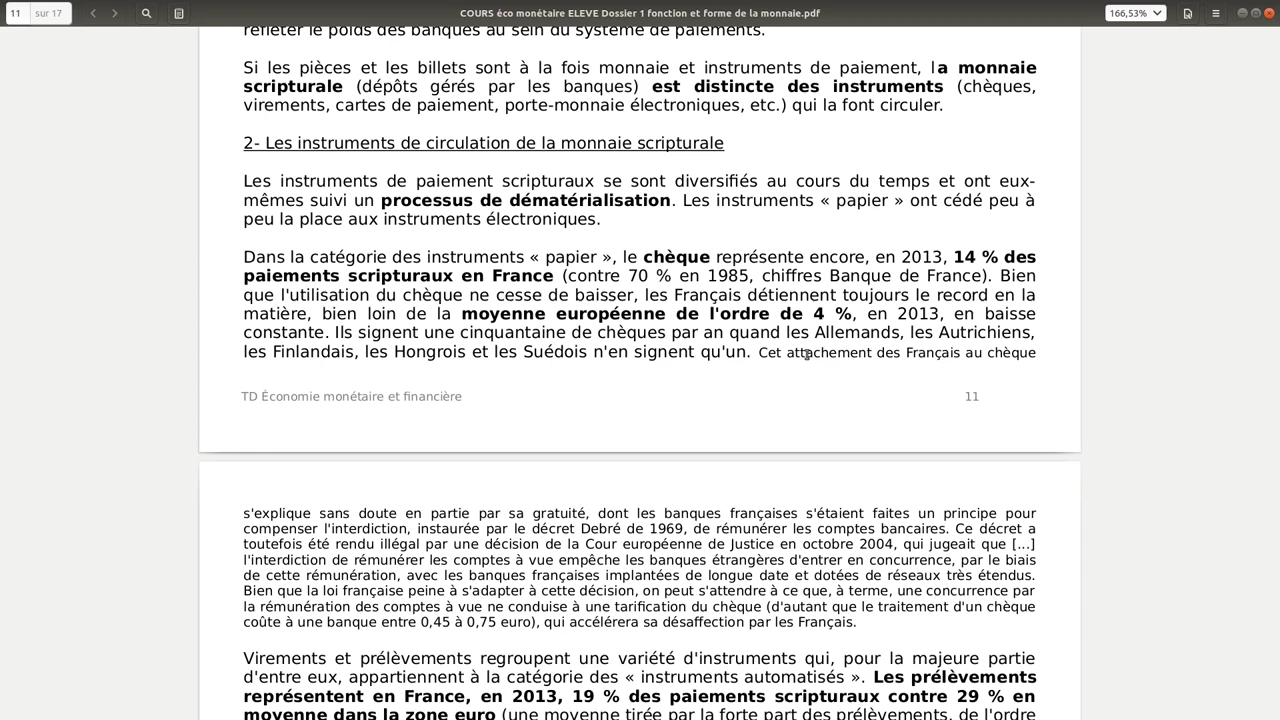 11 sur 17 COURS éco monétaire ELEVE Dossier 1 fonction et forme de la monnaie.pdf 166,53%
refléter le poids des banques au sein du système de paiements.
Si les pièces et les billets sont à la fois monnaie et instruments de paiement, la monnaie
scripturale (dépôts gérés par les banques) est distincte des instruments (chèques,
virements, cartes de paiement, porte-monnaie électroniques, etc.) qui la font circuler.
2- Les instruments de circulation de la monnaie scripturale
Les instruments de paiement scripturaux se sont diversifiés au cours du temps et ont eux-
mêmes suivi un processus de dématérialisation. Les instruments « papier » ont cédé peu à
peu la place aux instruments électroniques.
Dans la catégorie des instruments « papier », le chèque représente encore, en 2013, 14 % des
paiements scripturaux en France (contre 70 % en 1985, chiffres Banque de France). Bien
que l'utilisation du chèque ne cesse de baisser, les Français détiennent toujours le record en la
matière, bien loin de la moyenne européenne de l'ordre de 4 %, en 2013, en baisse
constante. Ils signent une cinquantaine de chèques par an quand les Allemands, les Autrichiens,
les Finlandais, les Hongrois et les Suédois n'en signent qu'un. Cet attachement des Français au chèque
TD Économie monétaire et financière 11
s'explique sans doute en partie par sa gratuité, dont les banques françaises s'étaient faites un principe pour
compenser l'interdiction, instaurée par le décret Debré de 1969, de rémunérer les comptes bancaires. Ce décret a
toutefois été rendu illégal par une décision de la Cour européenne de Justice en octobre 2004, qui jugeait que [...]
l'interdiction de rémunérer les comptes à vue empêche les banques étrangères d'entrer en concurrence, par le biais
de cette rémunération, avec les banques françaises implantées de longue date et dotées de réseaux très étendus.
Bien que la loi française peine à s'adapter à cette décision, on peut s'attendre à ce que, à terme, une concurrence par
la rémunération des comptes à vue ne conduise à une tarification du chèque (d'autant que le traitement d'un chèque
coûte à une banque entre 0,45 à 0,75 euro), qui accélérera sa désaffection par les Français.
Virements et prélèvements regroupent une variété d'instruments qui, pour la majeure partie
d'entre eux, appartiennent à la catégorie des « instruments automatisés ». Les prélèvements
représentent en France, en 2013, 19 % des paiements scripturaux contre 29 % en
moyenne dans la zone euro (une moyenne tirée par la forte part des prélèvements, de l'ordre